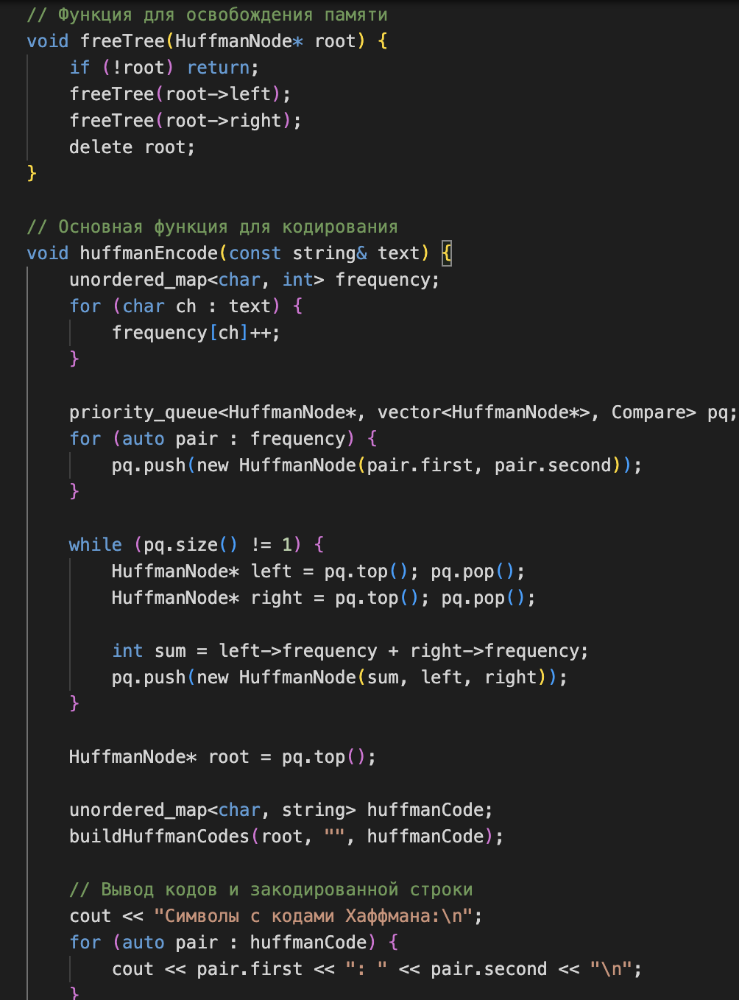 // Функция для освобождения памяти
void freeTree(HuffmanNode* root) {
    if (!root) return;
    freeTree(root->left);
    freeTree(root->right);
    delete root;
}

// Основная функция для кодирования
void huffmanEncode(const string& text) {
    unordered_map<char, int> frequency;
    for (char ch : text) {
        frequency[ch]++;
    }

    priority_queue<HuffmanNode*, vector<HuffmanNode*>, Compare> pq;
    for (auto pair : frequency) {
        pq.push(new HuffmanNode(pair.first, pair.second));
    }

    while (pq.size() != 1) {
        HuffmanNode* left = pq.top(); pq.pop();
        HuffmanNode* right = pq.top(); pq.pop();

        int sum = left->frequency + right->frequency;
        pq.push(new HuffmanNode(sum, left, right));
    }

    HuffmanNode* root = pq.top();

    unordered_map<char, string> huffmanCode;
    buildHuffmanCodes(root, "", huffmanCode);

    // Вывод кодов и закодированной строки
    cout << "Символы с кодами Хаффмана:\n";
    for (auto pair : huffmanCode) {
        cout << pair.first << ": " << pair.second << "\n";
    }